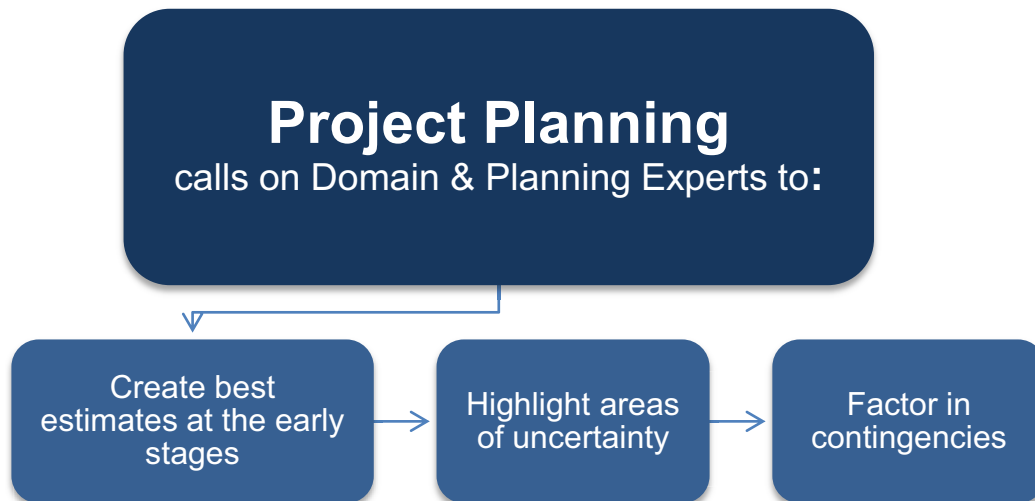 Project Planning
calls on Domain & Planning Experts to:
Create best
estimates at the early
stages
Highlight areas
of uncertainty
Factor in
contingencies